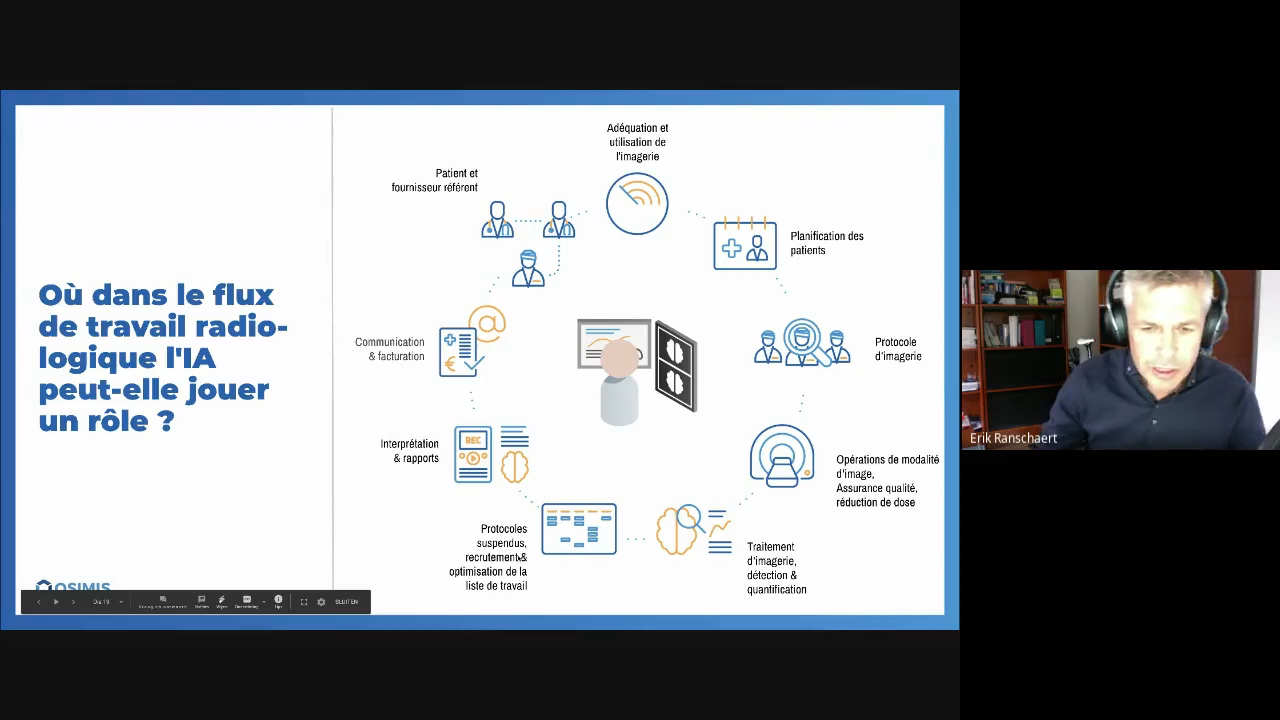 Où dans le flux
de travail radio-
logique l'IA
peut-elle jouer
un rôle ?
Adéquation et
utilisation de
l'imagerie
Patient et
fournisseur référent
Planification des
patients
Communication
& facturation
@
€
Protocole
d'imagerie
Interprétation
& rapports
REC
Opérations de modalité
d'image,
Assurance qualité,
réduction de dose
Protocoles
suspendus,
recrutement &
optimisation de la
liste de travail
Traitement
d'imagerie,
détection &
quantification
OSIMIS
Dia 19
SLUITEN
Erik Ranschaert